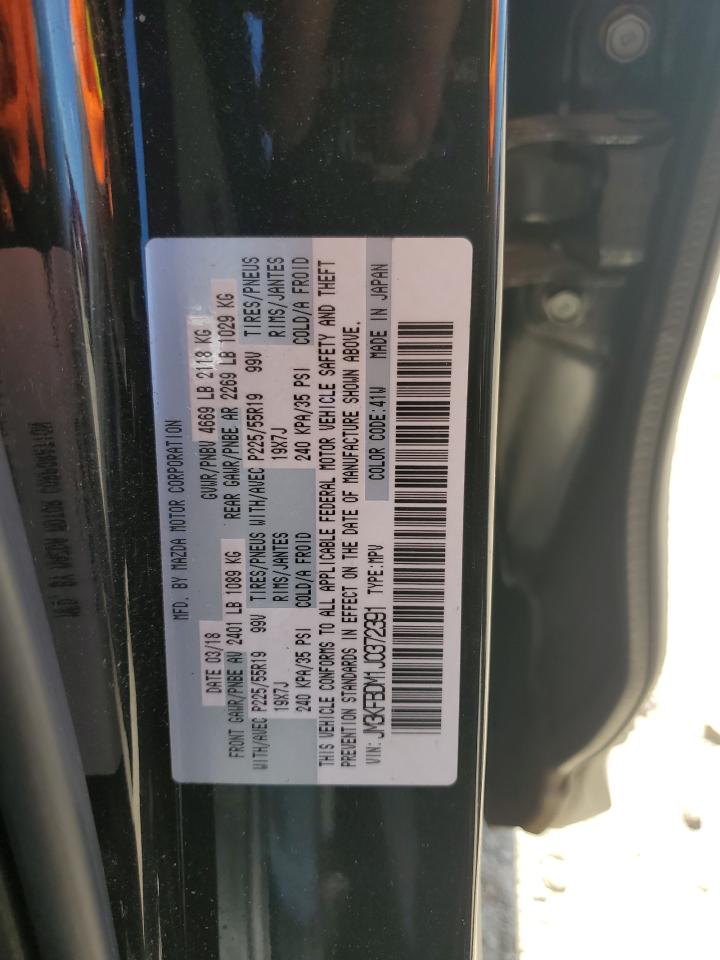 MFD. BY MAZDA MOTOR CORPORATION
DATE 03/18 GVWR/PNBV 4669 LB 2118 KG
FRONT GAWR/PNBE AV 2401 LB 1089 KG REAR GAWR/PNBE AR 2269 LB 1029 KG
WITH/AVEC P225/55R19 99V TIRES/PNEUS WITH/AVEC P225/55R19 99V TIRES/PNEUS
19X7J RIMS/JANTES 19X7J RIMS/JANTES
240 KPA/35 PSI COLD/A FROID 240 KPA/35 PSI COLD/A FROID
THIS VEHICLE CONFORMS TO ALL APPLICABLE FEDERAL MOTOR VEHICLE SAFETY AND THEFT
PREVENTION STANDARDS IN EFFECT ON THE DATE OF MANUFACTURE SHOWN ABOVE.
VIN: JM3KFBDM1J0372391 TYPE:MPV COLOR CODE:41W MADE IN JAPAN